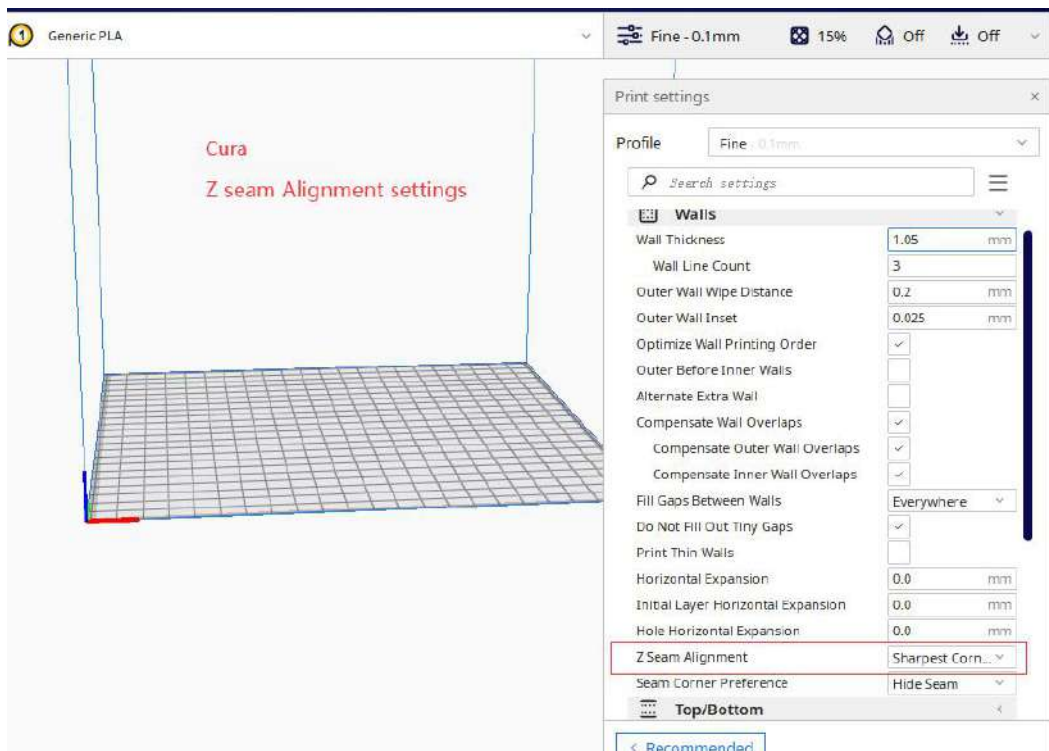 1 Generic PLA
Fine - 0.1mm 15% Off Off
Print settings
Profile Fine - 0.1mm
Search settings
Cura
Z seam Alignment settings
Walls
Wall Thickness 1.05 mm
Wall Line Count 3
Outer Wall Wipe Distance 0.2 mm
Outer Wall Inset 0.025 mm
Optimize Wall Printing Order
Outer Before Inner Walls
Alternate Extra Wall
Compensate Wall Overlaps
Compensate Outer Wall Overlaps
Compensate Inner Wall Overlaps
Fill Gaps Between Walls Everywhere
Do Not Fill Out Tiny Gaps
Print Thin Walls
Horizontal Expansion 0.0 mm
Initial Layer Horizontal Expansion 0.0 mm
Hole Horizontal Expansion 0.0 mm
Z Seam Alignment Sharpest Corn...
Seam Corner Preference Hide Seam
Top/Bottom
< Recommended